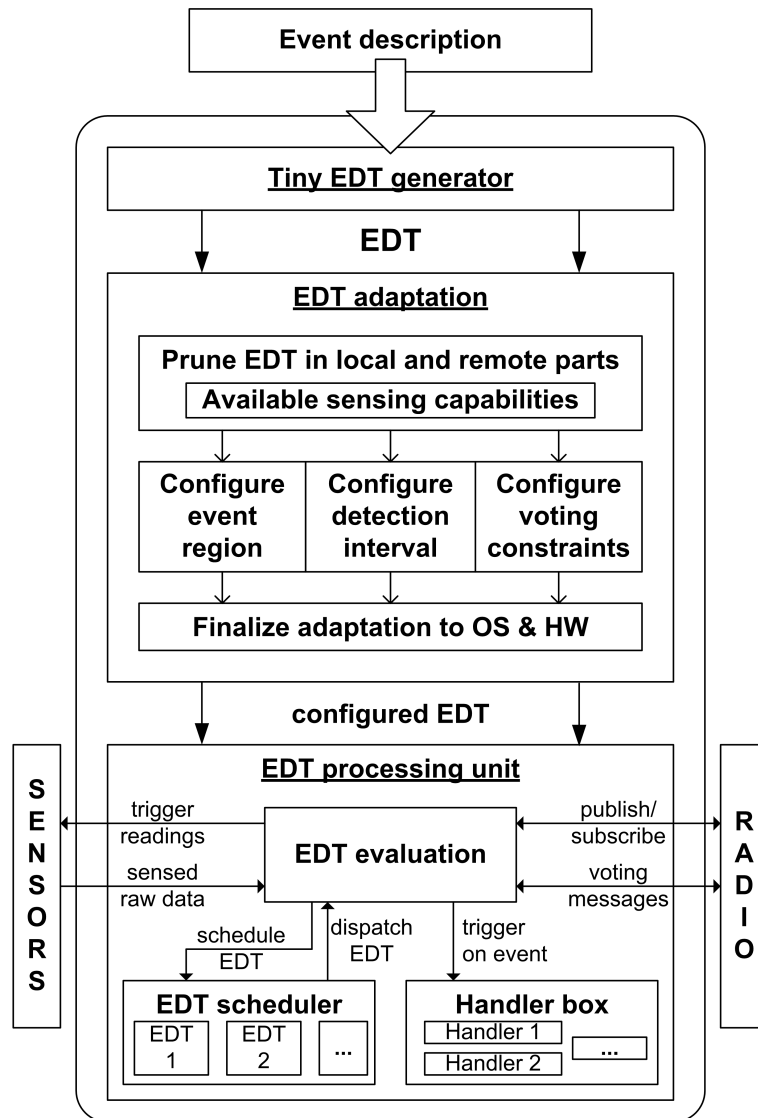 Event description
Tiny EDT generator
EDT
EDT adaptation
Prune EDT in local and remote parts
Available sensing capabilities
Configure
event
region
Configure
detection
interval
Configure
voting
constraints
Finalize adaptation to OS & HW
configured EDT
EDT processing unit
SENSORS
trigger
readings
sensed
raw data
EDT evaluation
publish/
subscribe
voting
messages
RADIO
schedule
EDT
dispatch
EDT
trigger
on event
EDT scheduler
EDT
1
EDT
2
...
Handler box
Handler 1
Handler 2
...